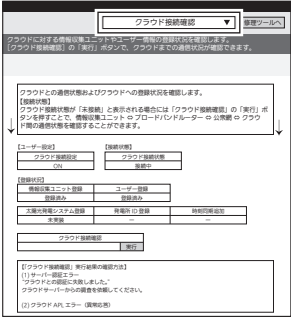 クラウド接続確認 ▼
修理ツールへ
クラウドに対する情報収集ユニットやユーザー情報の登録状況を確認します。
[クラウド接続確認] の「実行」ボタンで、クラウドまでの通信状況が確認できます。
クラウドとの通信状態およびクラウドへの登録状況を確認します。
【接続状態】
クラウド接続状態が「未接続」と表示される場合には「クラウド接続確認」の「実行」ボ
タンを押すことで、情報収集ユニット ⇔ ブロードバンドルーター ⇔ 公衆網 ⇔ クラウ
ド間の通信状態を確認することができます。
【ユーザー設定】 【接続状態】
クラウド接続設定 クラウド接続状態
ON 接続中
【登録状況】
情報収集ユニット登録 ユーザー登録
登録済み 登録済み
太陽光発電システム登録 発電所 ID 登録 時刻同期追加
未実装 － －
クラウド接続確認
実行
【「クラウド接続確認」実行結果の確認方法】
(1) サーバー認証エラー
"クラウドとの認証に失敗しました。"
クラウドサーバーからの調査を依頼してください。
(2) クラウド API エラー（異常応答）